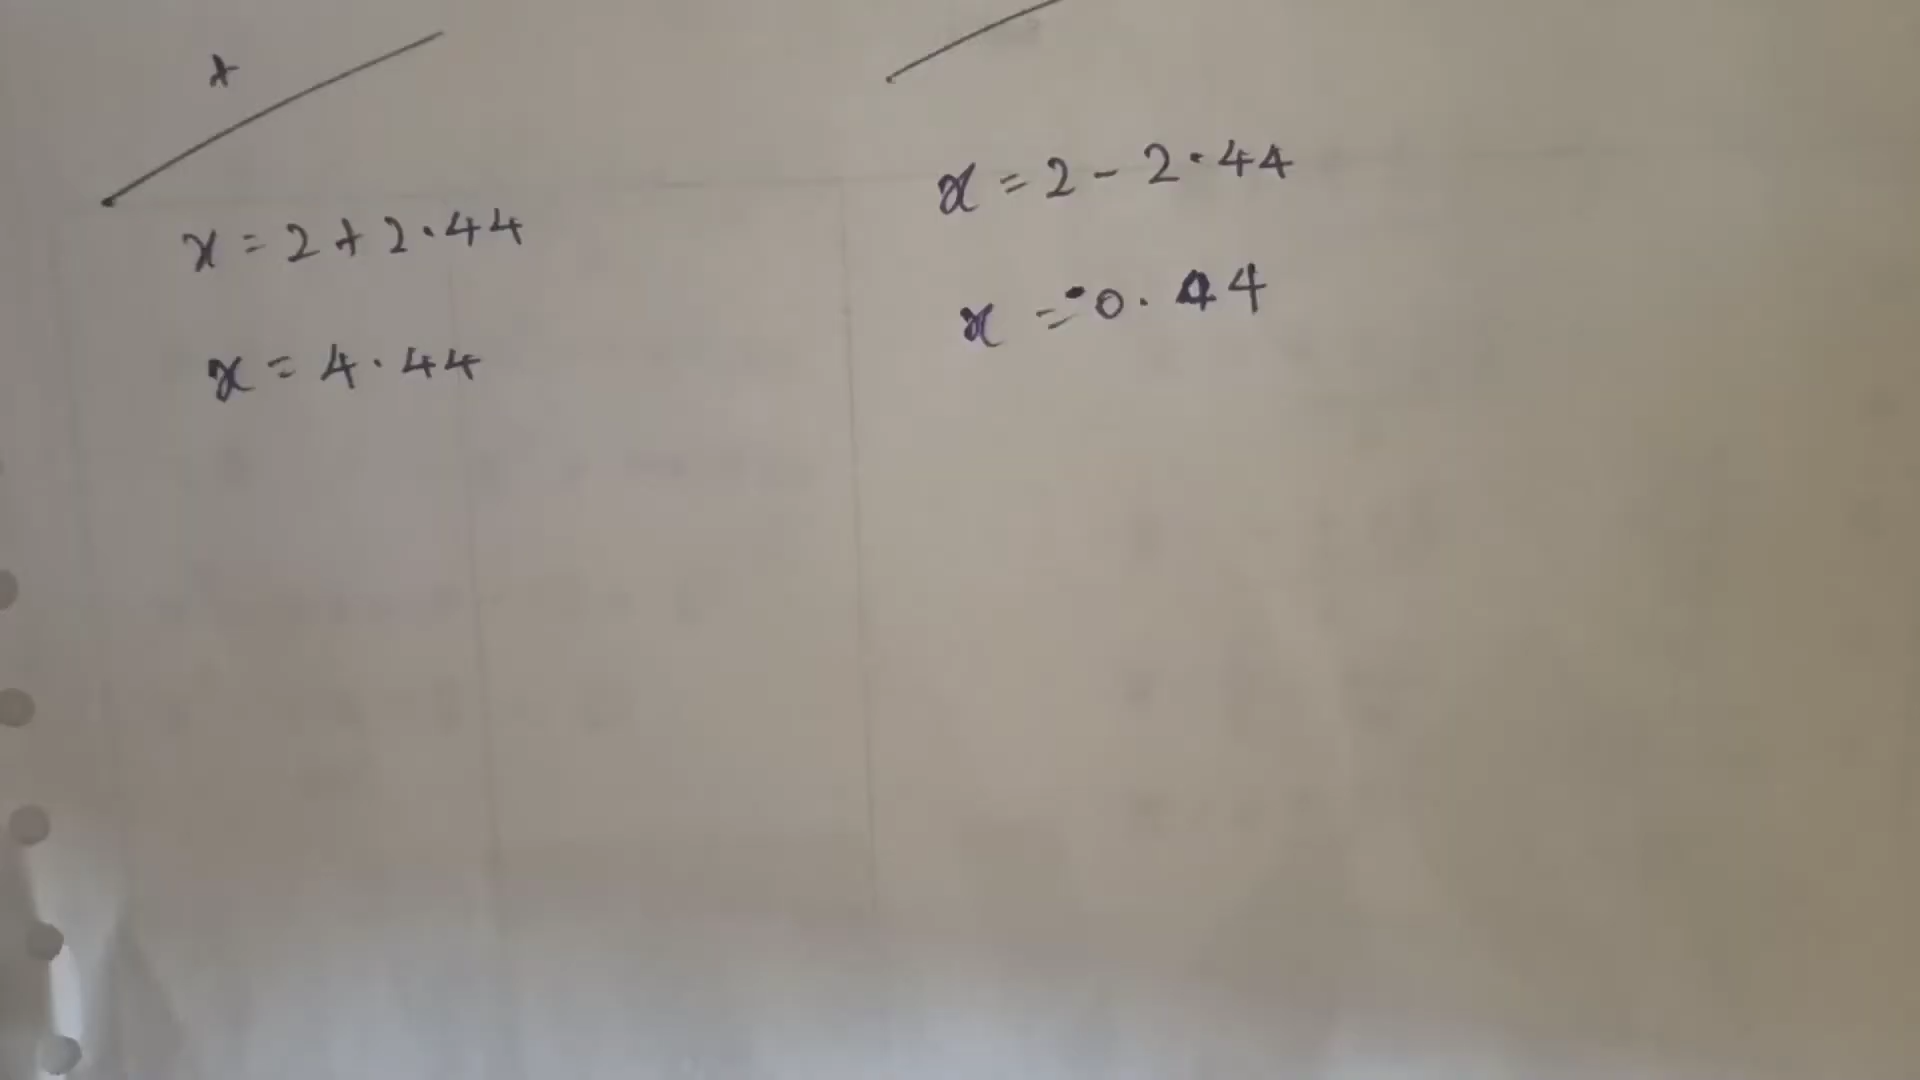 +
x = 2 + 2.44
x = 4.44
x = 2 - 2.44
x = -0.44